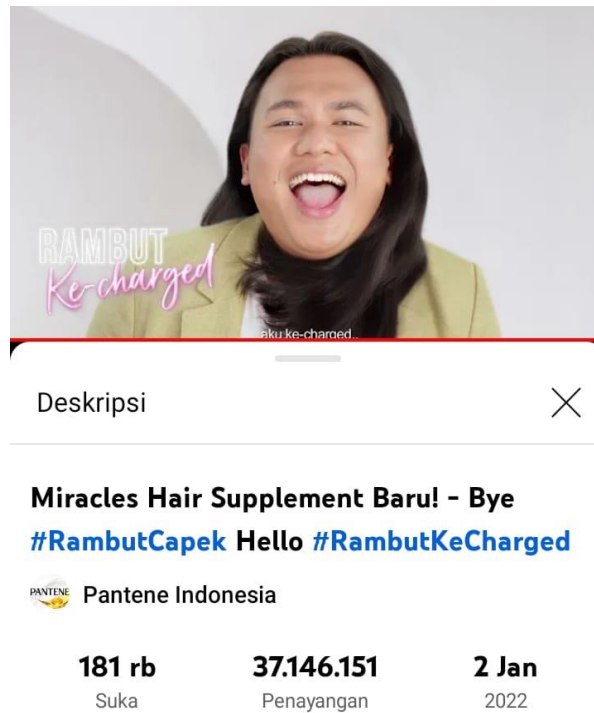 RAMBUT
Ke-charged
aku ke-charged..
Deskripsi
Miracles Hair Supplement Baru! - Bye
#RambutCapek Hello #RambutKeCharged
PANTENE
Pantene Indonesia
181 rb
Suka
37.146.151
Penayangan
2 Jan
2022